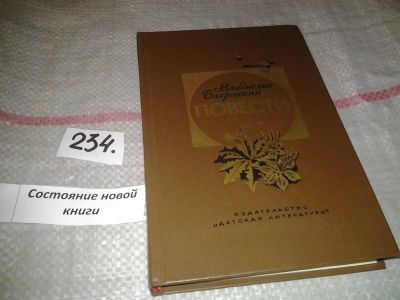 Владислав
Бахревский
ПОВЕСТИ
ИЗДАТЕЛЬСТВО
„ДЕТСКАЯ ЛИТЕРАТУРА"
234.
Состояние новой
книги